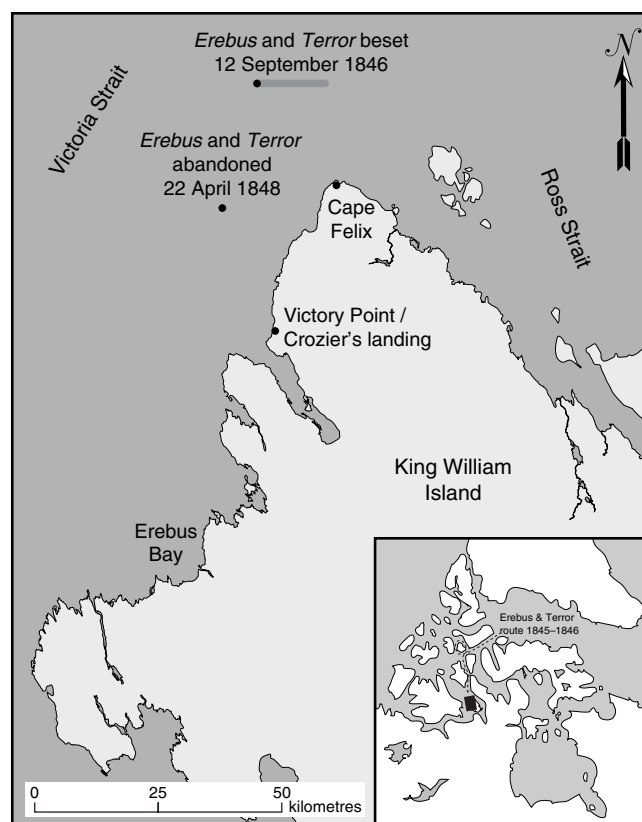 Erebus and Terror beset
12 September 1846
N
Victoria Strait
Erebus and Terror
abandoned
22 April 1848
Cape
Felix
Ross Strait
Victory Point /
Crozier's landing
King William
Island
Erebus
Bay
Erebus & Terror
route 1845–1846
0 25 50
kilometres